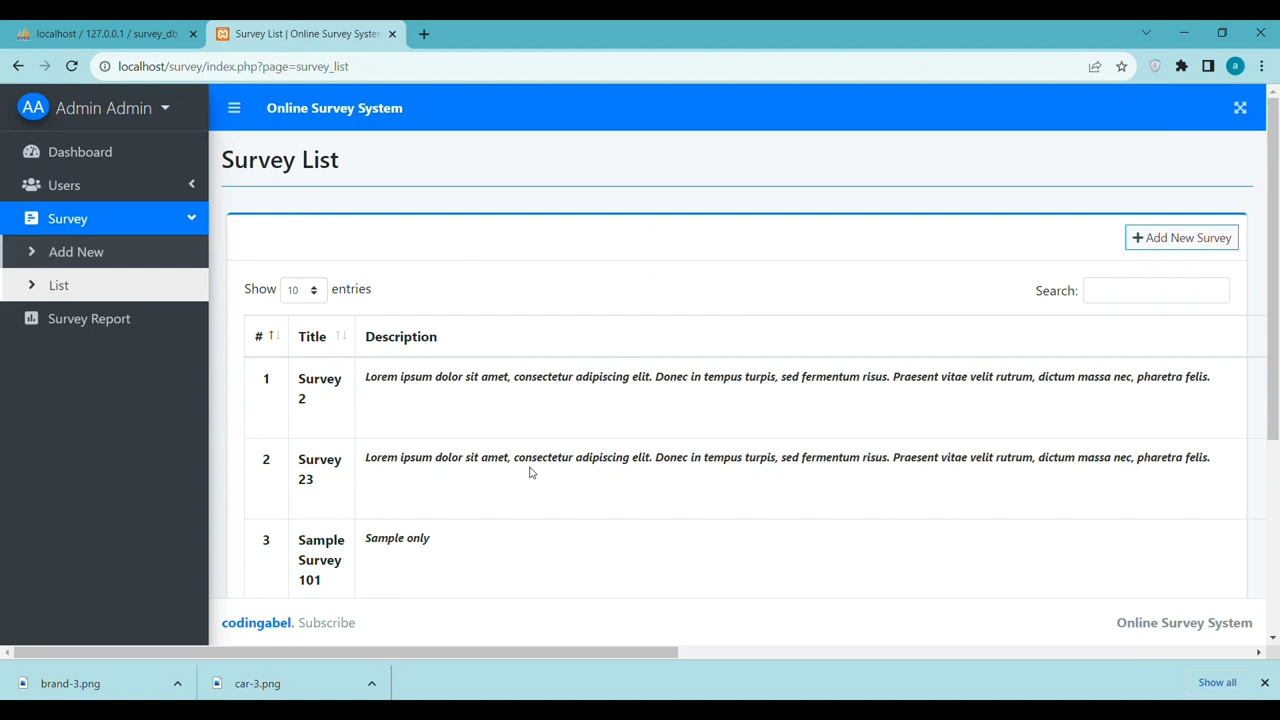 localhost / 127.0.0.1 / survey_db
Survey List | Online Survey System
localhost/survey/index.php?page=survey_list
a
AA Admin Admin
Online Survey System
Dashboard
Users
Survey
Add New
List
Survey Report
Survey List
Add New Survey
Show 10 entries
Search:
# Title Description
1 Survey 2 Lorem ipsum dolor sit amet, consectetur adipiscing elit. Donec in tempus turpis, sed fermentum risus. Praesent vitae velit rutrum, dictum massa nec, pharetra felis.
2 Survey 23 Lorem ipsum dolor sit amet, consectetur adipiscing elit. Donec in tempus turpis, sed fermentum risus. Praesent vitae velit rutrum, dictum massa nec, pharetra felis.
3 Sample Survey 101 Sample only
codingabel. Subscribe
Online Survey System
brand-3.png
car-3.png
Show all